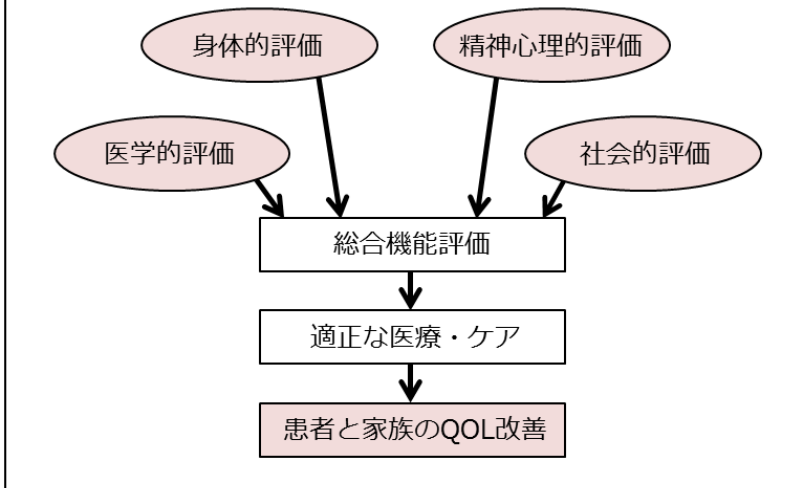 身体的評価
精神心理的評価
医学的評価
社会的評価
総合機能評価
適正な医療・ケア
患者と家族のQOL改善